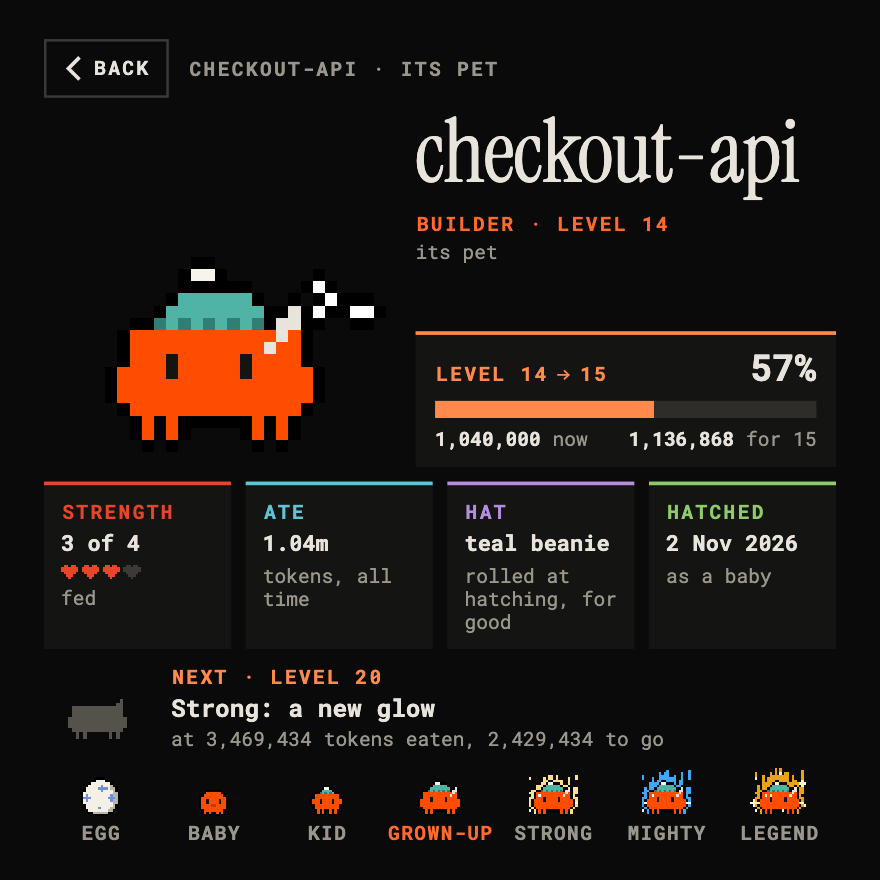 BACK
CHECKOUT-API · ITS PET
checkout-api
BUILDER · LEVEL 14
its pet
LEVEL 14 → 15
57%
1,040,000 now
1,136,868 for 15
STRENGTH
3 of 4
fed
ATE
1.04m
tokens, all
time
HAT
teal beanie
rolled at
hatching, for
good
HATCHED
2 Nov 2026
as a baby
NEXT · LEVEL 20
Strong: a new glow
at 3,469,434 tokens eaten, 2,429,434 to go
EGG
BABY
KID
GROWN-UP
STRONG
MIGHTY
LEGEND